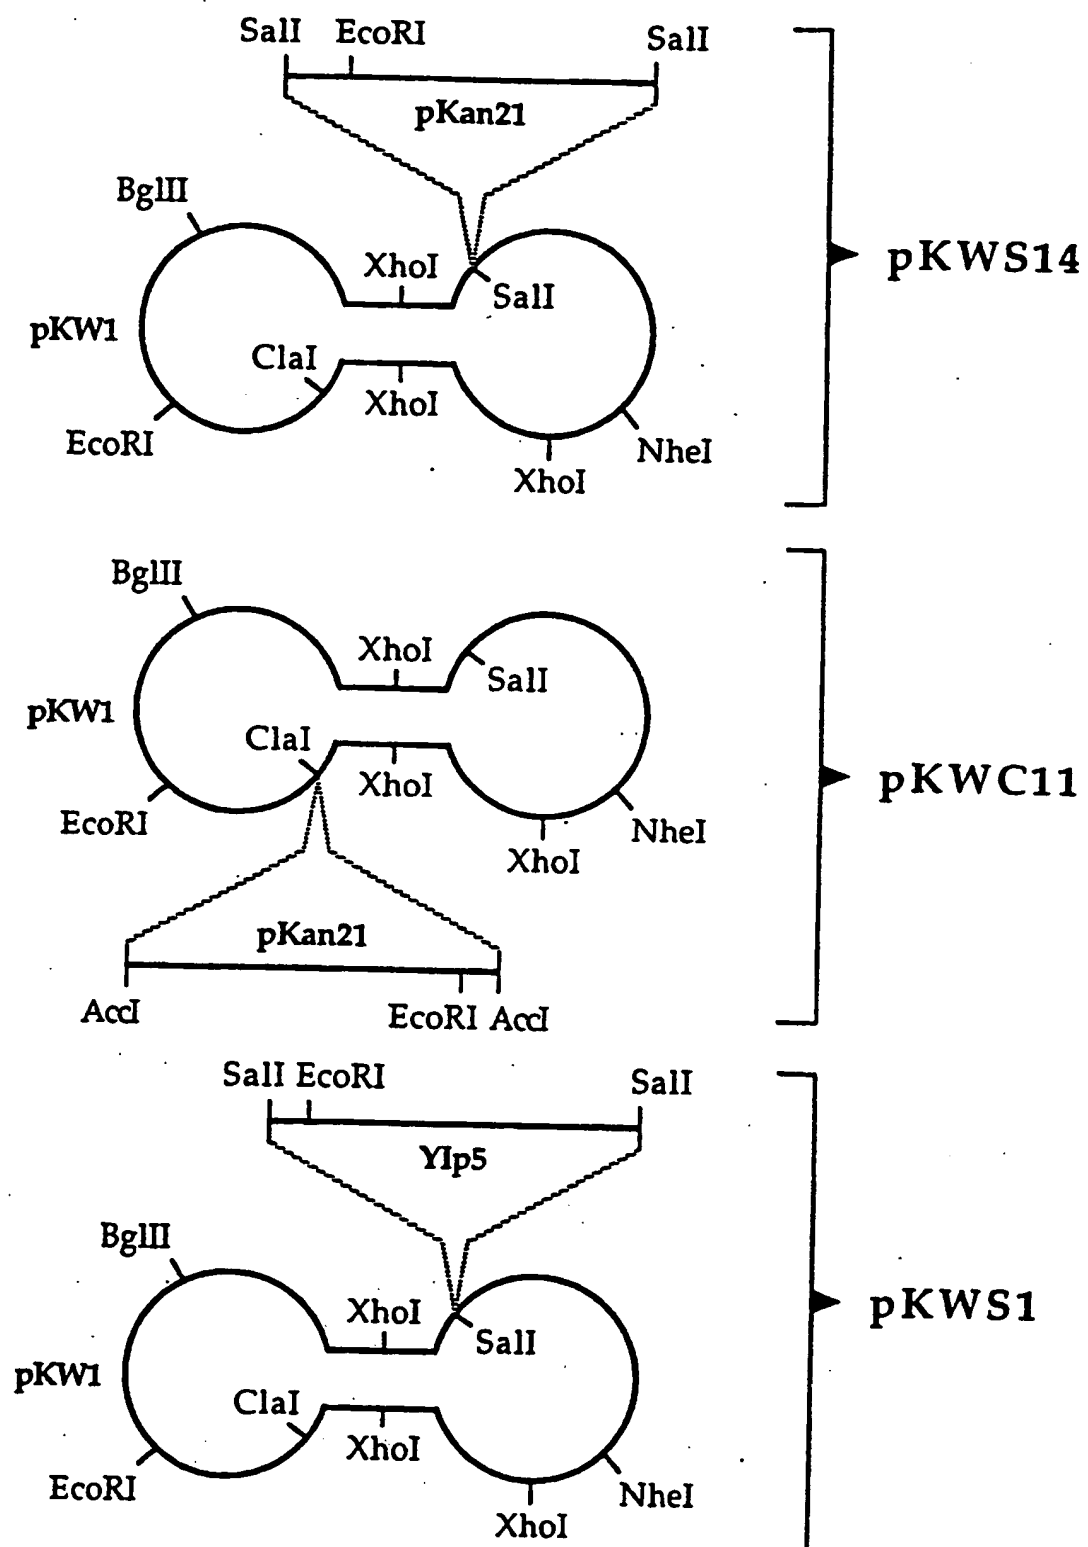 SalI EcoRI SalI
pKan21
BglII
XhoI
SalI
pKWS14
pKW1
ClaI
XhoI
EcoRI
NheI
XhoI
BglII
XhoI
SalI
pKW1
ClaI
XhoI
pKWC11
EcoRI
NheI
XhoI
pKan21
AccI EcoRI AccI
SalI EcoRI SalI
YIp5
BglII
XhoI
SalI
pKWS1
pKW1
ClaI
XhoI
EcoRI
NheI
XhoI